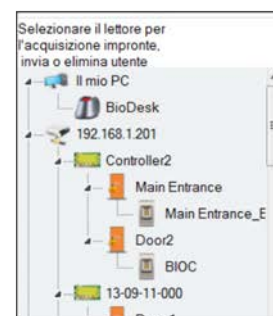 Selezionare il lettore per
l'acquisizione impronte,
invia o elimina utente
Il mio PC
BioDesk
192.168.1.201
Controller2
Main Entrance
Main Entrance_E
Door2
BIOC
13-09-11-000